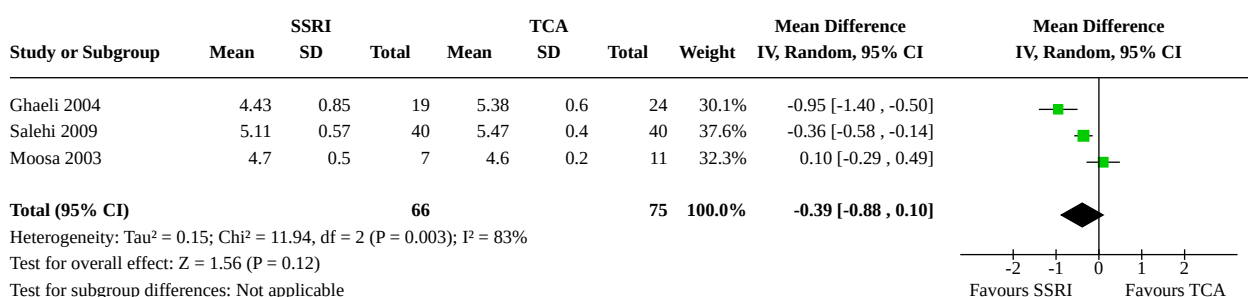 SSRI TCA Mean Difference Mean Difference
Study or Subgroup Mean SD Total Mean SD Total Weight IV, Random, 95% CI IV, Random, 95% CI
Ghaeli 2004 4.43 0.85 19 5.38 0.6 24 30.1% -0.95 [-1.40 , -0.50]
Salehi 2009 5.11 0.57 40 5.47 0.4 40 37.6% -0.36 [-0.58 , -0.14]
Moosa 2003 4.7 0.5 7 4.6 0.2 11 32.3% 0.10 [-0.29 , 0.49]
Total (95% CI) 66 75 100.0% -0.39 [-0.88 , 0.10]
Heterogeneity: Tau² = 0.15; Chi² = 11.94, df = 2 (P = 0.003); I² = 83%
Test for overall effect: Z = 1.56 (P = 0.12)
-2 -1 0 1 2
Test for subgroup differences: Not applicable Favours SSRI Favours TCA